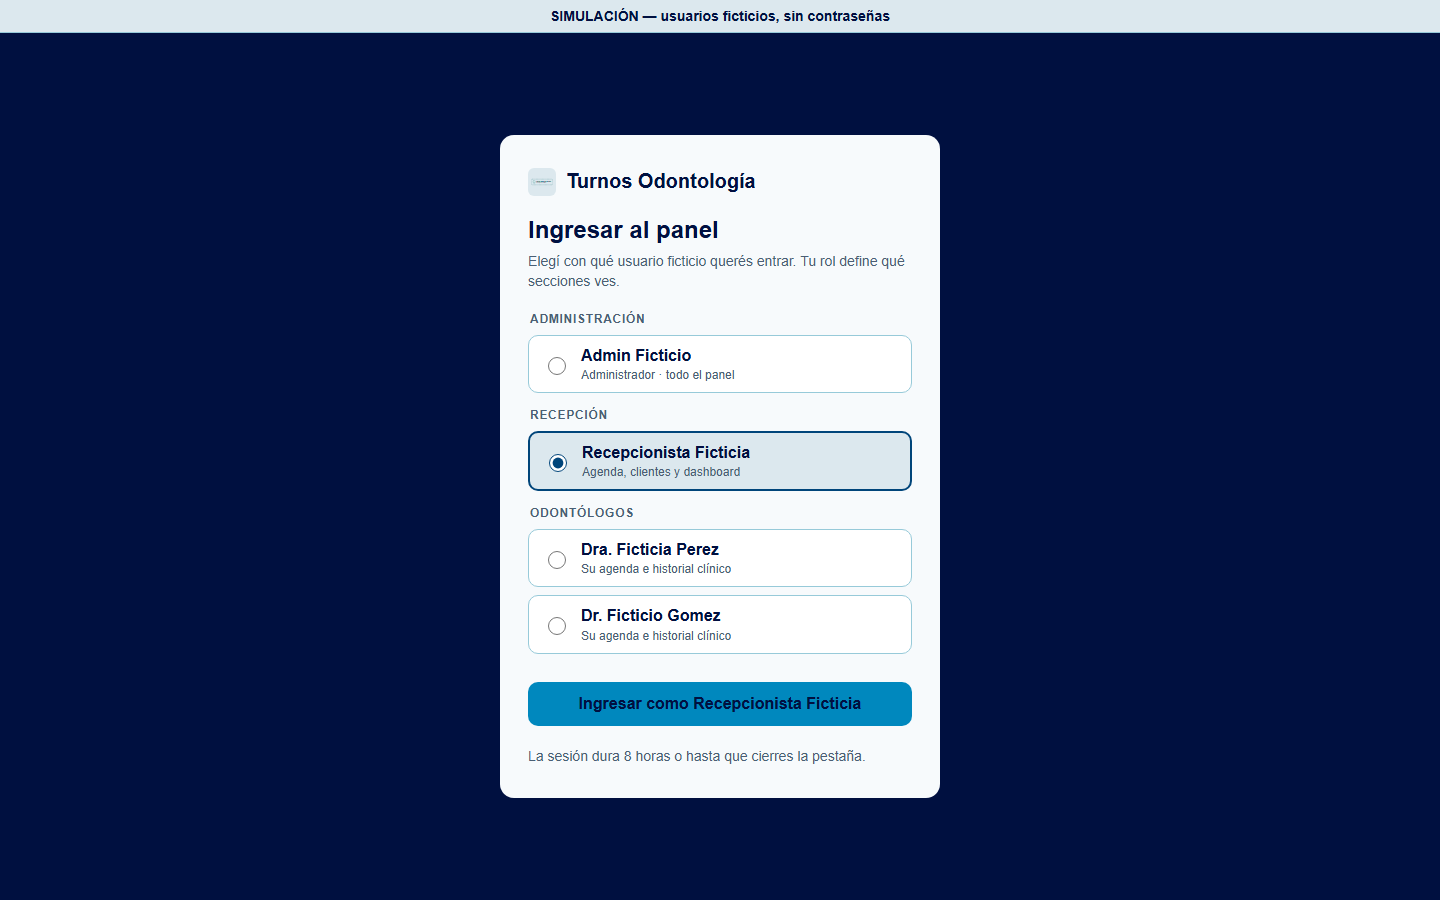 SIMULACIÓN — usuarios ficticios, sin contraseñas
Turnos Odontología
Ingresar al panel
Elegí con qué usuario ficticio querés entrar. Tu rol define qué
secciones ves.
ADMINISTRACIÓN
Admin Ficticio
Administrador · todo el panel
RECEPCIÓN
Recepcionista Ficticia
Agenda, clientes y dashboard
ODONTÓLOGOS
Dra. Ficticia Perez
Su agenda e historial clínico
Dr. Ficticio Gomez
Su agenda e historial clínico
Ingresar como Recepcionista Ficticia
La sesión dura 8 horas o hasta que cierres la pestaña.